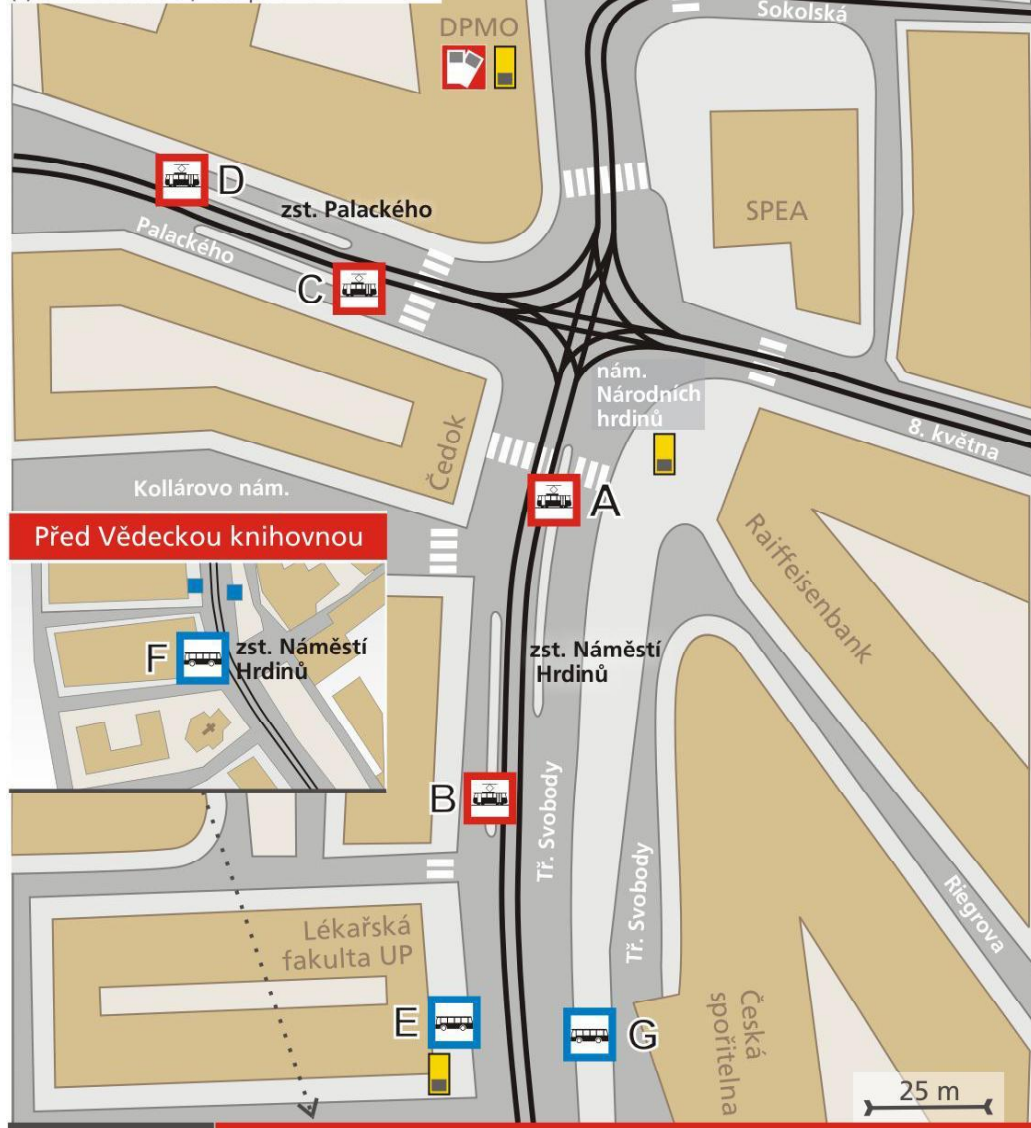 DPMO
Sokolská
D
zst. Palackého
Palackého
SPEA
C
nám.
Národních
hrdinů
8. května
Čedok
Kollárovo nám.
A
Raiffeisenbank
Před Vědeckou knihovnou
F
zst. Náměstí
Hrdinů
zst. Náměstí
Hrdinů
B
Tř. Svobody
Tř. Svobody
Riegrova
Lékařská
fakulta UP
E
G
Česká
spořitelna
25 m